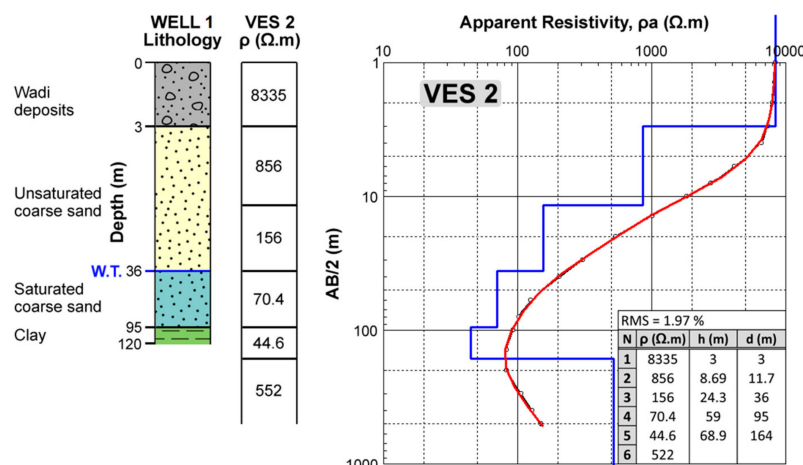 WELL 1
Lithology
VES 2
ρ (Ω.m)
Depth (m)
0
3
W.T. 36
95
120
Wadi
deposits
Unsaturated
coarse sand
Saturated
coarse sand
Clay
8335
856
156
70.4
44.6
552
Apparent Resistivity, ρa (Ω.m)
10 100 1000 10000
AB/2 (m)
1
10
100
1000
VES 2
RMS = 1.97 %
N ρ (Ω.m) h (m) d (m)
1 8335 3 3
2 856 8.69 11.7
3 156 24.3 36
4 70.4 59 95
5 44.6 68.9 164
6 522